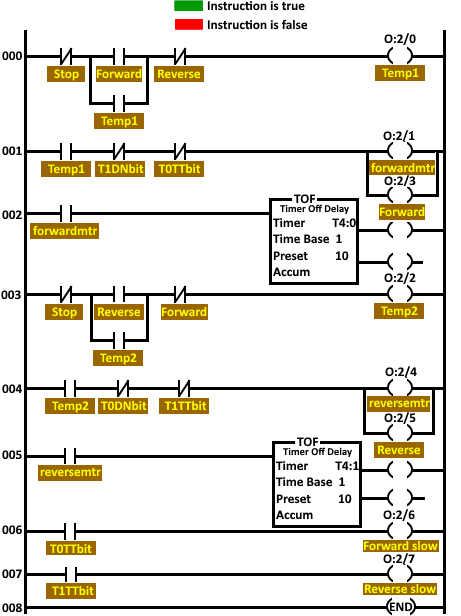 Instruction is true
Instruction is false
O:2/0
000
Stop Forward Reverse Temp1
Temp1
O:2/1
001
Temp1 T1DNbit T0TTbit forwardmtr
O:2/3
TOF
Timer Off Delay
Forward
002
Timer T4:0
forwardmtr
Time Base 1
Preset 10
Accum
O:2/2
003
Stop Reverse Forward Temp2
Temp2
O:2/4
004
Temp2 T0DNbit T1TTbit reversemtr
O:2/5
TOF
Timer Off Delay
Reverse
005
Timer T4:1
reversemtr
Time Base 1
Preset 10
Accum
O:2/6
006
T0TTbit Forward slow
O:2/7
007
T1TTbit Reverse slow
008 END